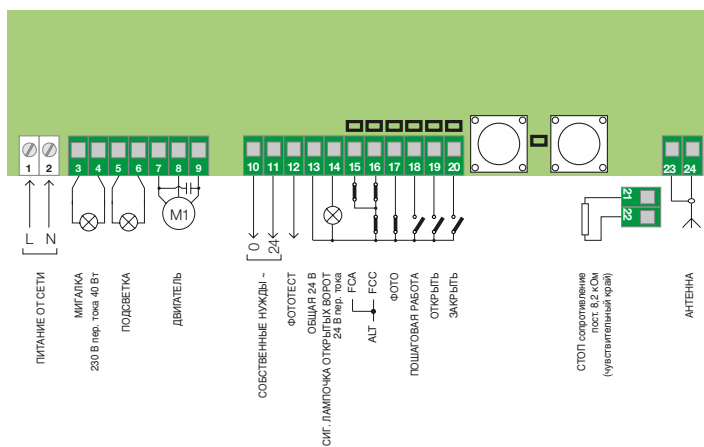 1 2 3 4 5 6 7 8 9 10 11 12 13 14 15 16 17 18 19 20 23 24
21
22
M1
L N
0
24
ПИТАНИЕ ОТ СЕТИ
МИГАЛКА
230 В пер. тока 40 Вт
ПОДСВЕТКА
ДВИГАТЕЛЬ
СОБСТВЕННЫЕ НУЖДЫ ~
ФОТОТЕСТ
ОБЩАЯ 24 В
СИГ. ЛАМПОЧКА ОТКРЫТЫХ ВОРОТ
24 В пер. тока
FCA
FCC
ALT
ФОТО
ПОШАГОВАЯ РАБОТА
ОТКРЫТЬ
ЗАКРЫТЬ
СТОП сопротивление
пост. 8,2 кОм
(чувствительный край)
АНТЕННА